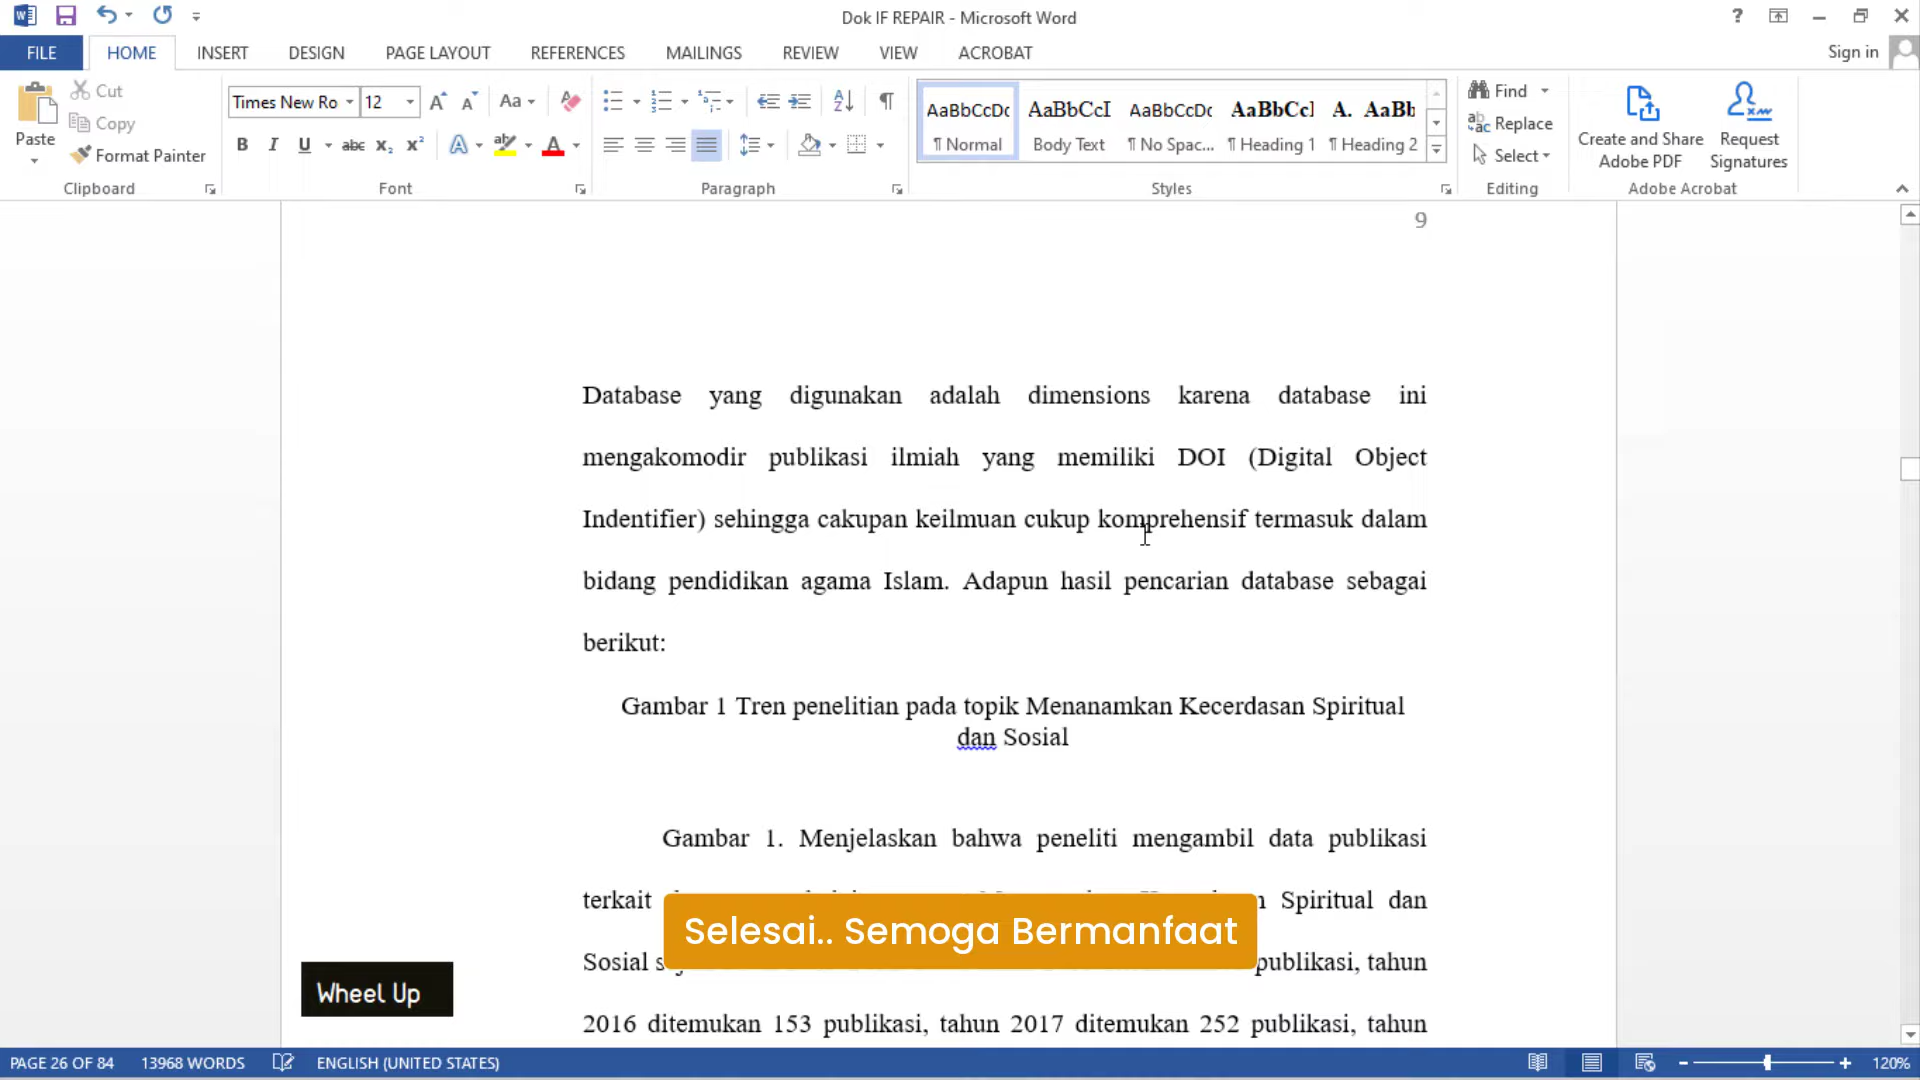 Dok IF REPAIR - Microsoft Word
?
FILE HOME INSERT DESIGN PAGE LAYOUT REFERENCES MAILINGS REVIEW VIEW ACROBAT Sign in
Paste
Cut
Copy
Format Painter
Clipboard
Times New Ro 12
Font
Paragraph
AaBbCcDc ¶ Normal
AaBbCcI Body Text
AaBbCcDc ¶ No Spac...
AaBbCcI ¶ Heading 1
A. AaBb ¶ Heading 2
Styles
Find
Replace
Select
Editing
Create and Share Adobe PDF
Request Signatures
Adobe Acrobat
9
Database yang digunakan adalah dimensions karena database ini
mengakomodir publikasi ilmiah yang memiliki DOI (Digital Object
Indentifier) sehingga cakupan keilmuan cukup komprehensif termasuk dalam
bidang pendidikan agama Islam. Adapun hasil pencarian database sebagai
berikut:
Gambar 1 Tren penelitian pada topik Menanamkan Kecerdasan Spiritual
dan Sosial
Gambar 1. Menjelaskan bahwa peneliti mengambil data publikasi
terkait Spiritual dan
Selesai.. Semoga Bermanfaat
Sosial publikasi, tahun
Wheel Up
2016 ditemukan 153 publikasi, tahun 2017 ditemukan 252 publikasi, tahun
PAGE 26 OF 84 13968 WORDS ENGLISH (UNITED STATES) 120%